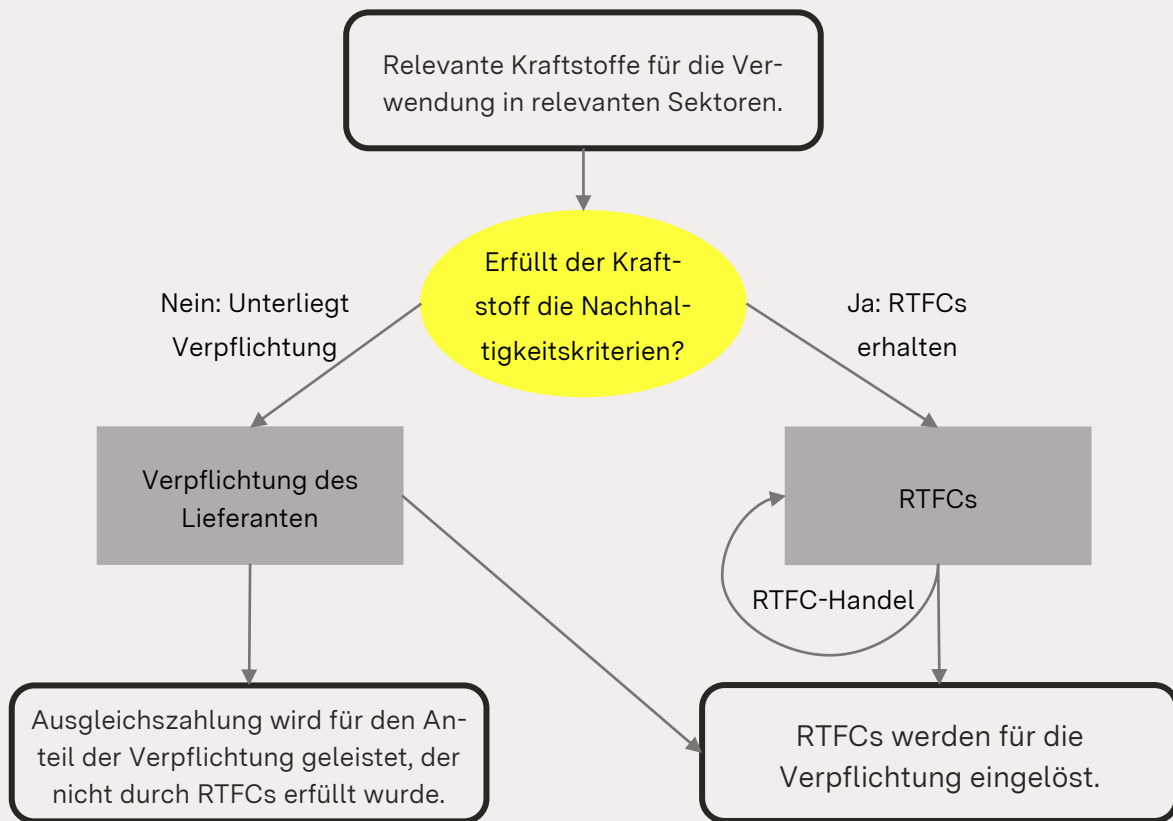 Relevante Kraftstoffe für die Ver-
wendung in relevanten Sektoren.
Erfüllt der Kraft-
stoff die Nachhal-
tigkeitskriterien?
Nein: Unterliegt
Verpflichtung
Ja: RTFCs
erhalten
Verpflichtung des
Lieferanten
RTFCs
RTFC-Handel
Ausgleichszahlung wird für den An-
teil der Verpflichtung geleistet, der
nicht durch RTFCs erfüllt wurde.
RTFCs werden für die
Verpflichtung eingelöst.